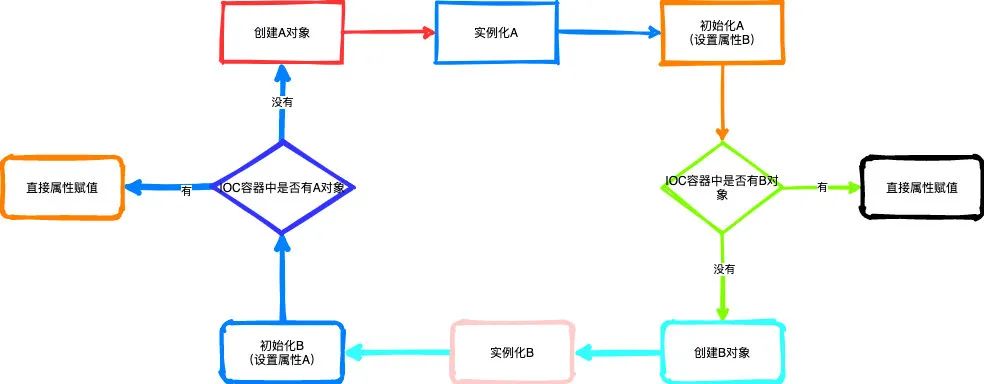 创建A对象
实例化A
初始化A
（设置属性B）
没有
直接属性赋值
有
IOC容器中是否有A对象
IOC容器中是否有B对
象
有
直接属性赋值
没有
初始化B
（设置属性A）
实例化B
创建B对象